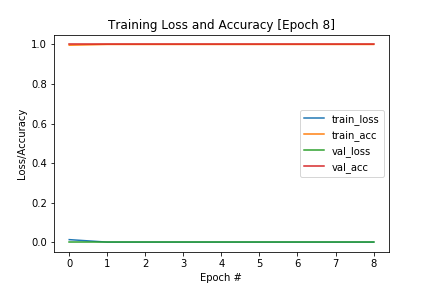 Training Loss and Accuracy [Epoch 8]
1.0
0.8
0.6
0.4
0.2
0.0
Loss/Accuracy
train_loss
train_acc
val_loss
val_acc
0 1 2 3 4 5 6 7 8
Epoch #